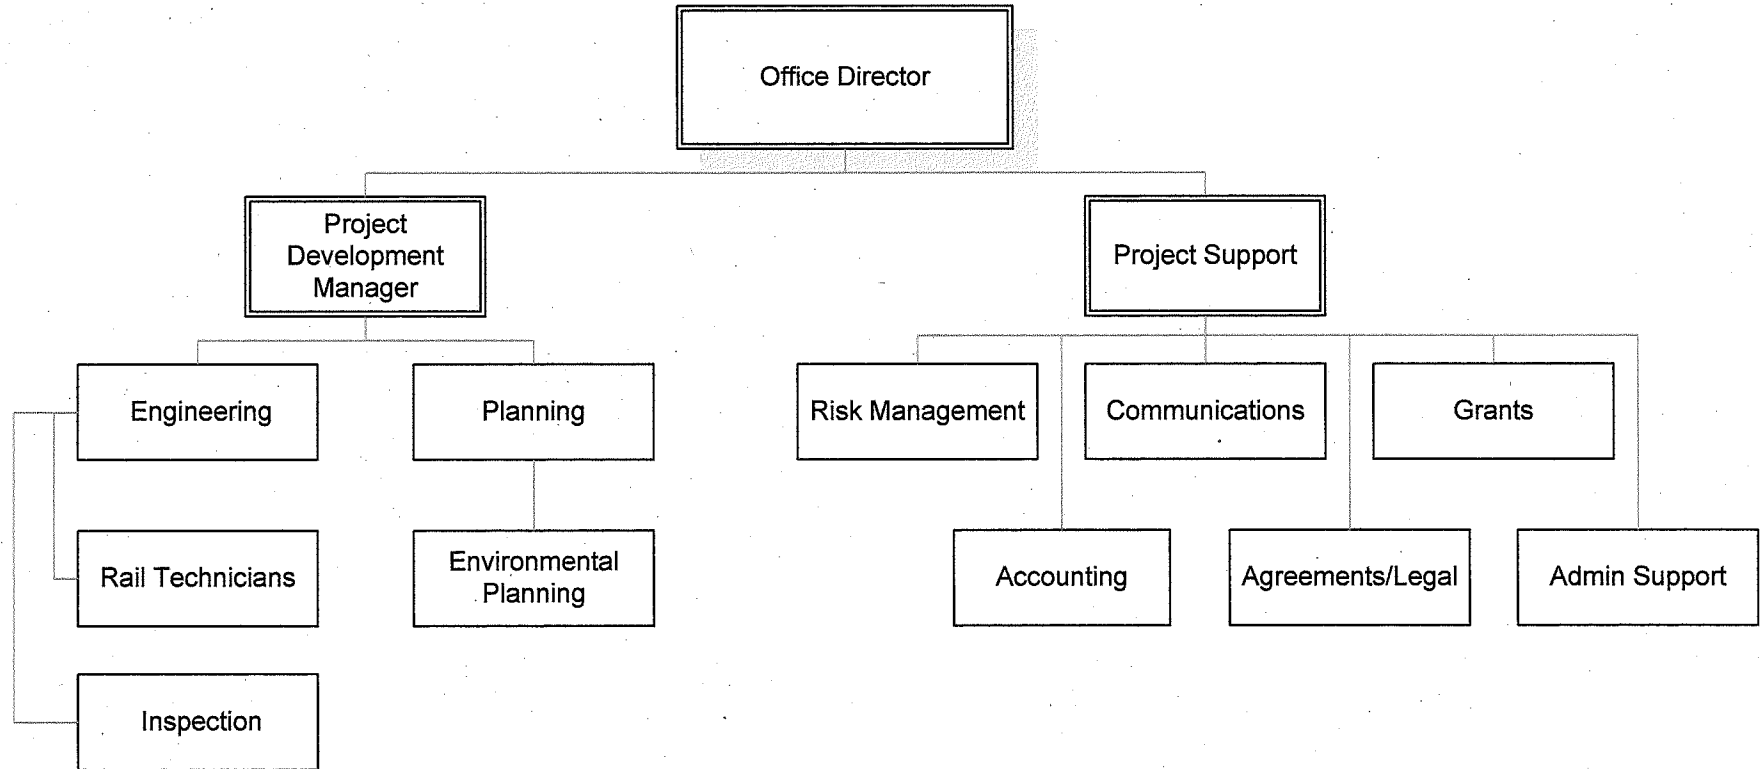 Office Director
Project
Development
Manager
Project Support
Engineering
Planning
Risk Management
Communications
Grants
Rail Technicians
Environmental
Planning
Accounting
Agreements/Legal
Admin Support
Inspection